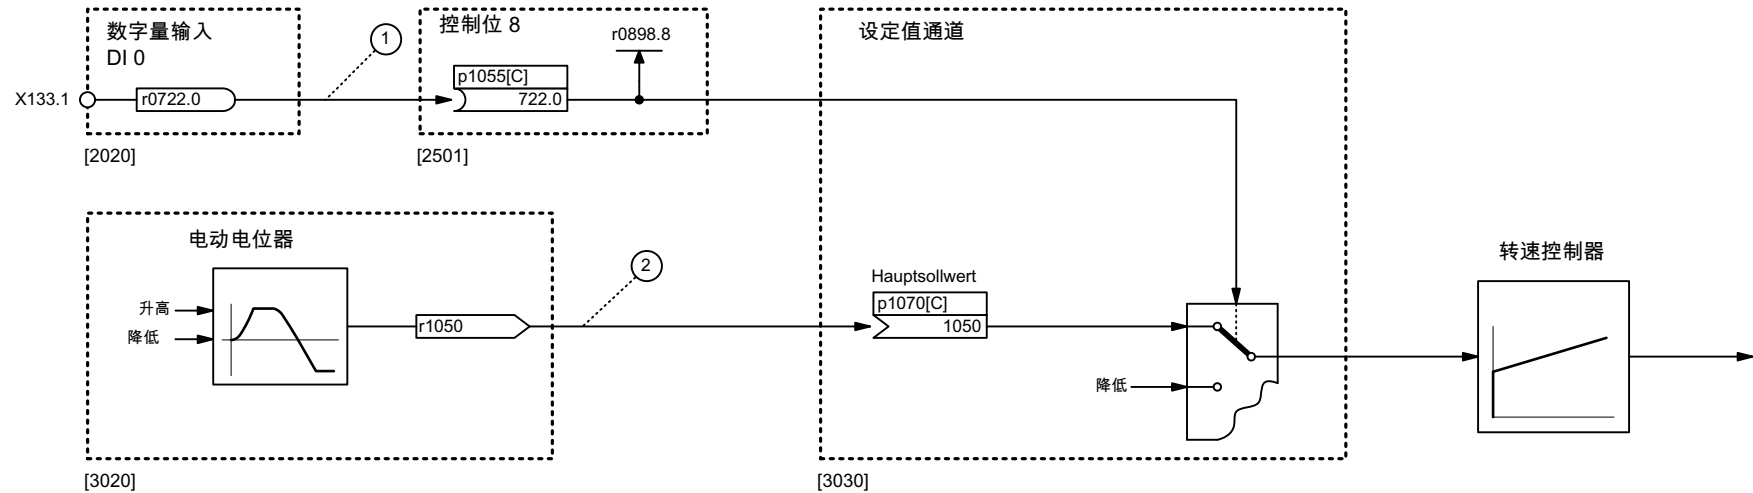 数字量输入
DI 0
X133.1
r0722.0
[2020]
1
控制位 8
p1055[C]
722.0
r0898.8
[2501]
电动电位器
升高
降低
r1050
[3020]
2
设定值通道
Hauptsollwert
p1070[C]
1050
降低
[3030]
转速控制器